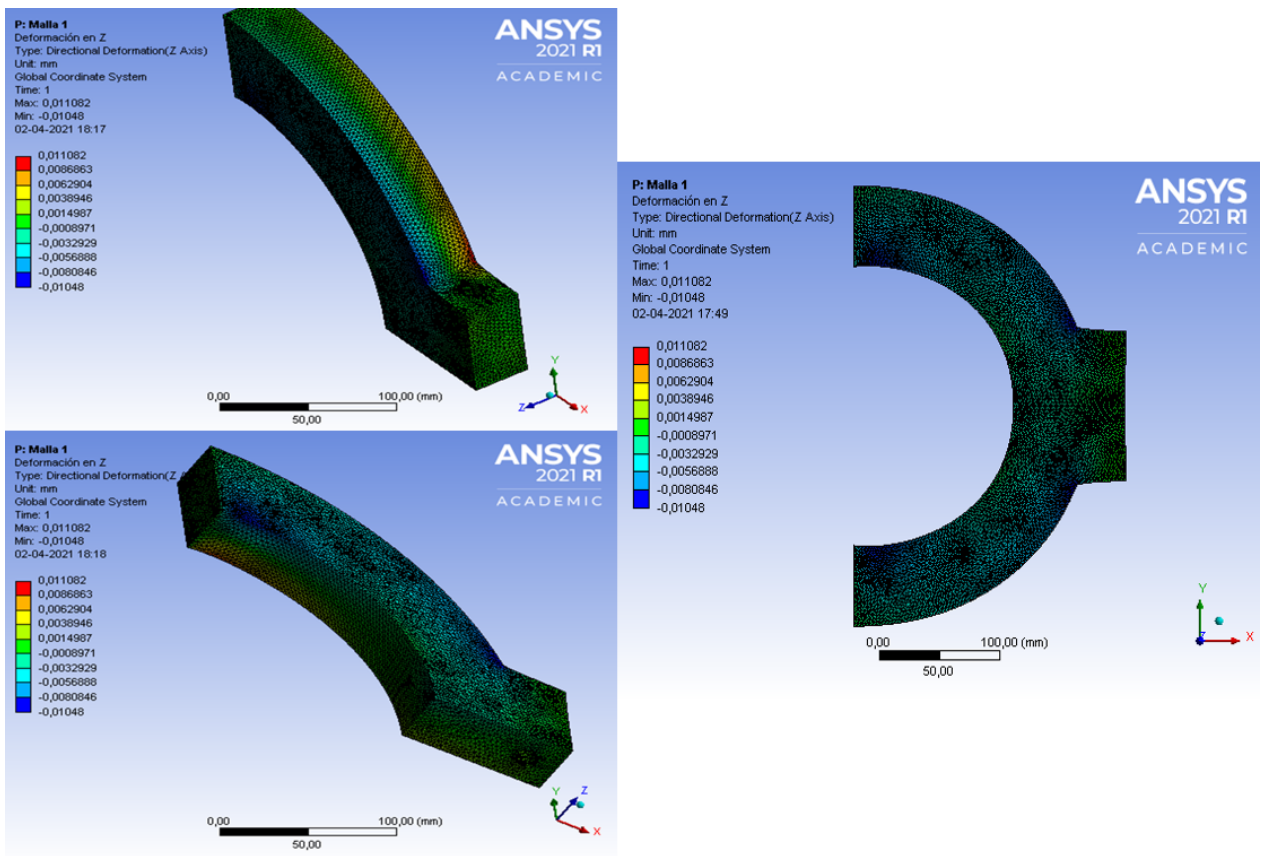 P: Malla 1
Deformación en Z
Type: Directional Deformation(Z Axis)
Unit: mm
Global Coordinate System
Time: 1
Max: 0,011082
Min: -0,01048
02-04-2021 18:17
0,011082
0,0086863
0,0062904
0,0038946
0,0014987
-0,0008971
-0,0032929
-0,0056888
-0,0080846
-0,01048
ANSYS
2021 R1
ACADEMIC
0,00
100,00 (mm)
50,00
Y
Z
X
P: Malla 1
Deformación en Z
Type: Directional Deformation(Z
Unit: mm
Global Coordinate System
Time: 1
Max: 0,011082
Min: -0,01048
02-04-2021 18:18
0,011082
0,0086863
0,0062904
0,0038946
0,0014987
-0,0008971
-0,0032929
-0,0056888
-0,0080846
-0,01048
ANSYS
2021 R1
ACADEMIC
0,00
100,00 (mm)
50,00
Y
Z
X
P: Malla 1
Deformación en Z
Type: Directional Deformation(Z Axis)
Unit: mm
Global Coordinate System
Time: 1
Max: 0,011082
Min: -0,01048
02-04-2021 17:49
0,011082
0,0086863
0,0062904
0,0038946
0,0014987
-0,0008971
-0,0032929
-0,0056888
-0,0080846
-0,01048
ANSYS
2021 R1
ACADEMIC
0,00
100,00 (mm)
50,00
Y
Z
X